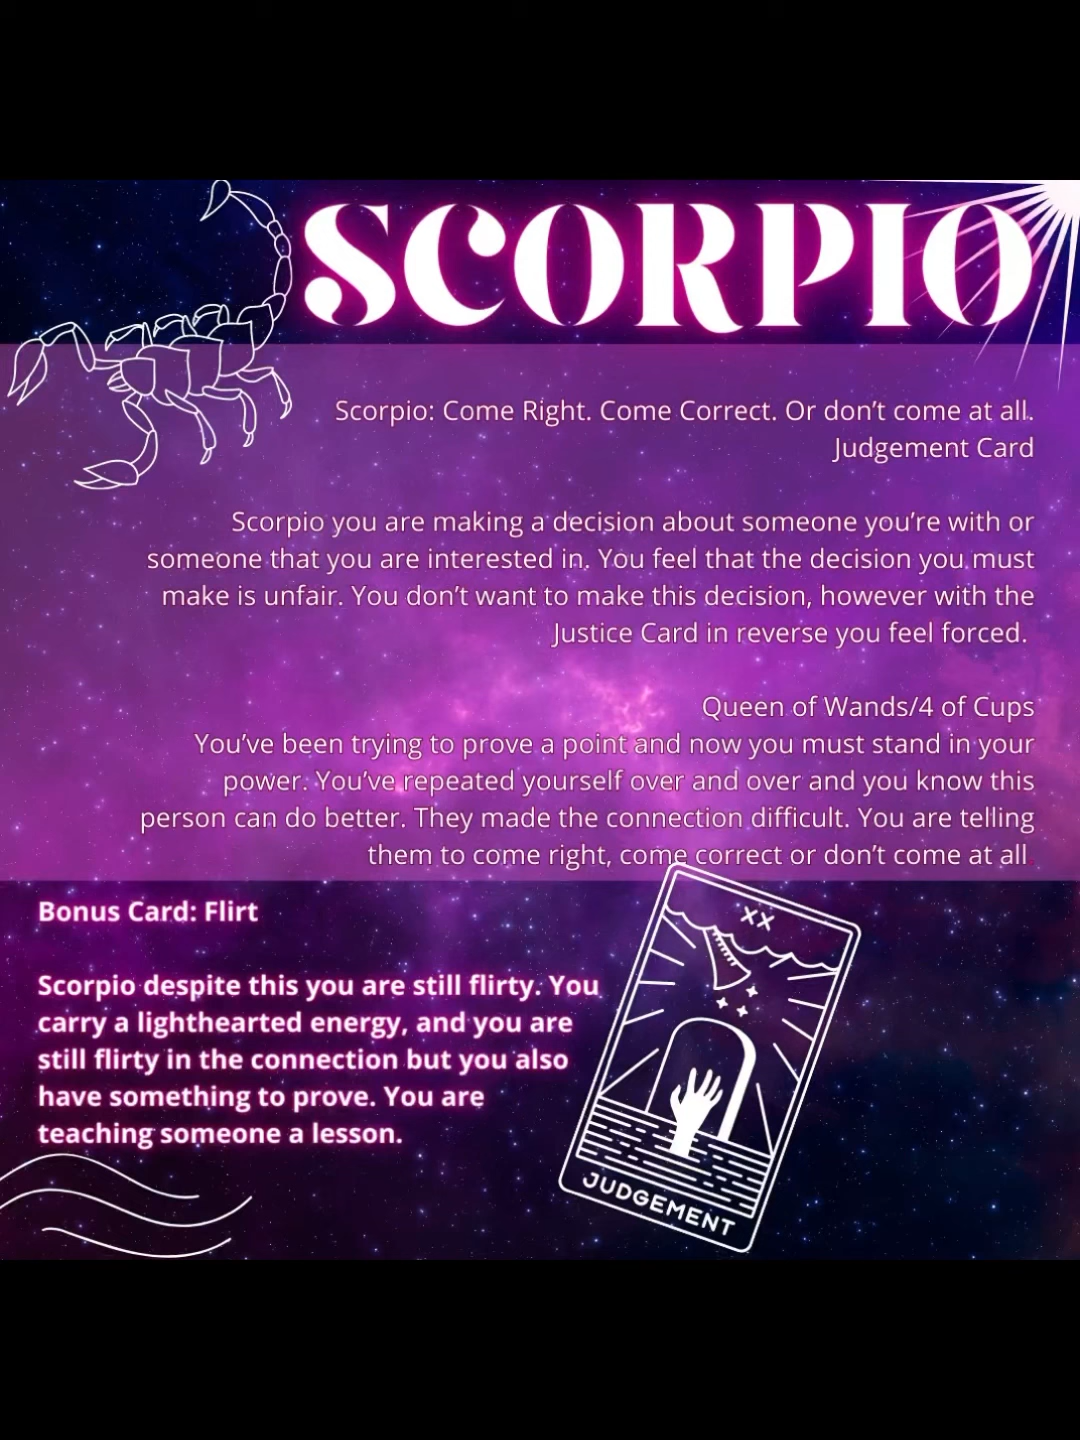 SCORPIO
Scorpio: Come Right. Come Correct. Or don’t come at all.
Judgement Card
Scorpio you are making a decision about someone you’re with or
someone that you are interested in. You feel that the decision you must
make is unfair. You don’t want to make this decision, however with the
Justice Card in reverse you feel forced.
Queen of Wands/4 of Cups
You’ve been trying to prove a point and now you must stand in your
power. You’ve repeated yourself over and over and you know this
person can do better. They made the connection difficult. You are telling
them to come right, come correct or don’t come at all.
Bonus Card: Flirt
Scorpio despite this you are still flirty. You
carry a lighthearted energy, and you are
still flirty in the connection but you also
have something to prove. You are
teaching someone a lesson.
XX
JUDGEMENT